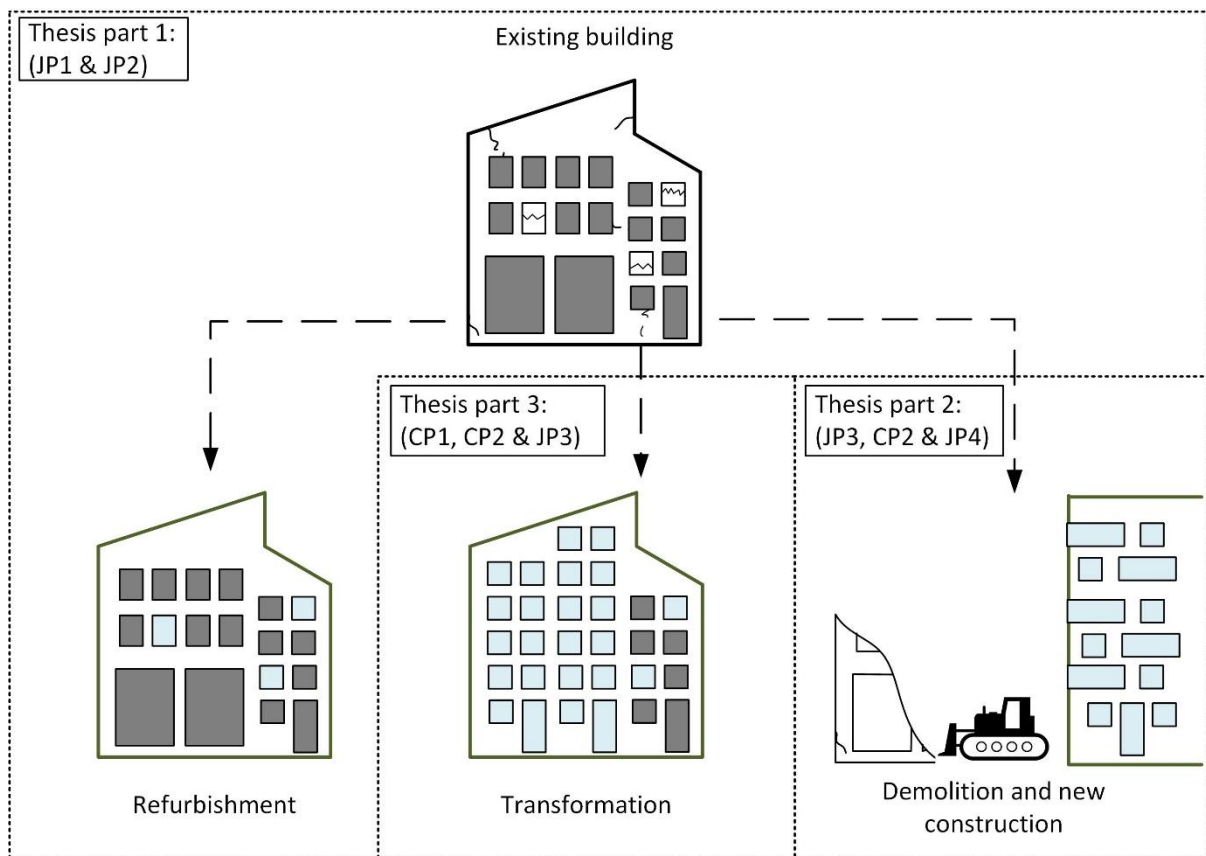 Thesis part 1:
(JP1 & JP2)
Existing building
Thesis part 3:
(CP1, CP2 & JP3)
Thesis part 2:
(JP3, CP2 & JP4)
Refurbishment
Transformation
Demolition and new
construction